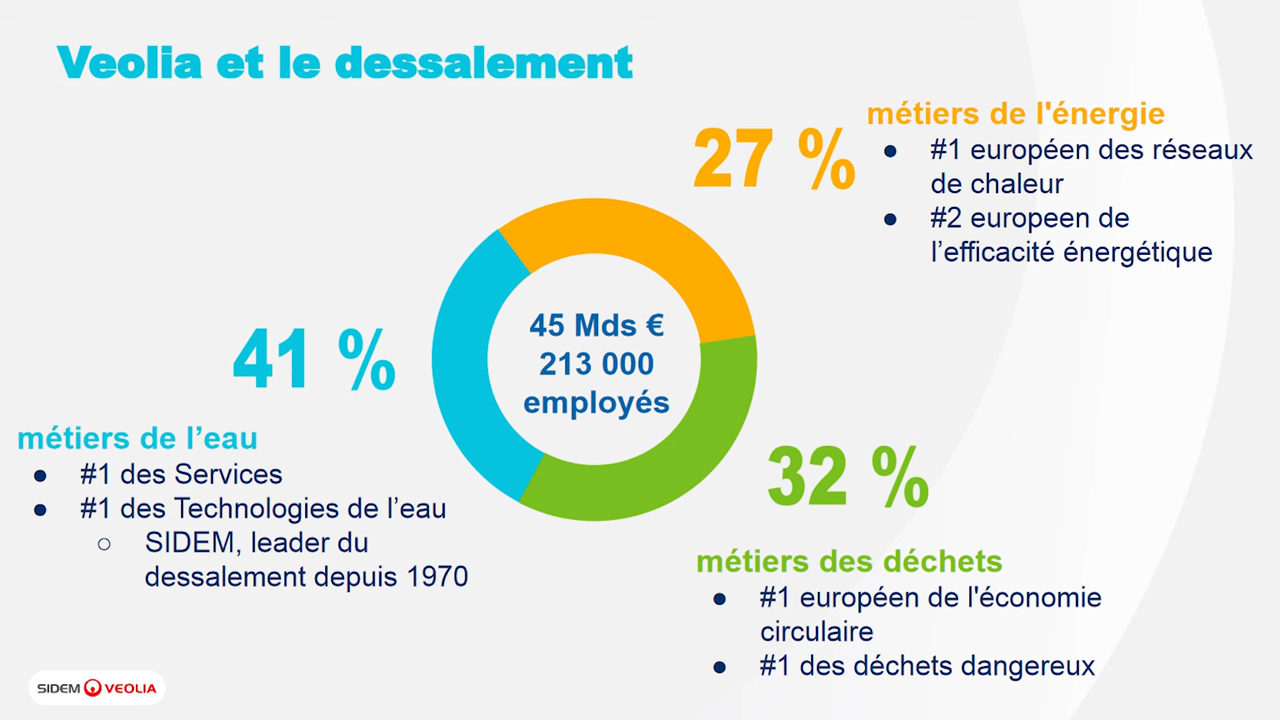 Veolia et le dessalement
27 %
métiers de l'énergie
● #1 européen des réseaux
de chaleur
● #2 europeen de
l’efficacité énergétique
45 Mds €
213 000
employés
41 %
métiers de l’eau
● #1 des Services
● #1 des Technologies de l’eau
○ SIDEM, leader du
dessalement depuis 1970
32 %
métiers des déchets
● #1 européen de l'économie
circulaire
● #1 des déchets dangereux
SIDEM VEOLIA